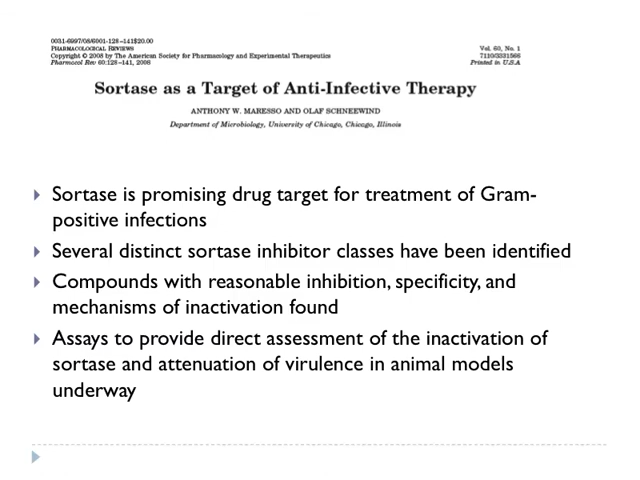 0031-6997/08/6001-128–141$20.00
PHARMACOLOGICAL REVIEWS
Vol. 60, No. 1
Copyright © 2008 by The American Society for Pharmacology and Experimental Therapeutics
7110/3331566
Pharmacol Rev 60:128–141, 2008
Printed in U.S.A
Sortase as a Target of Anti-Infective Therapy
ANTHONY W. MARESSO AND OLAF SCHNEEWIND
Department of Microbiology, University of Chicago, Chicago, Illinois
Sortase is promising drug target for treatment of Gram-
positive infections
Several distinct sortase inhibitor classes have been identified
Compounds with reasonable inhibition, specificity, and
mechanisms of inactivation found
Assays to provide direct assessment of the inactivation of
sortase and attenuation of virulence in animal models
underway